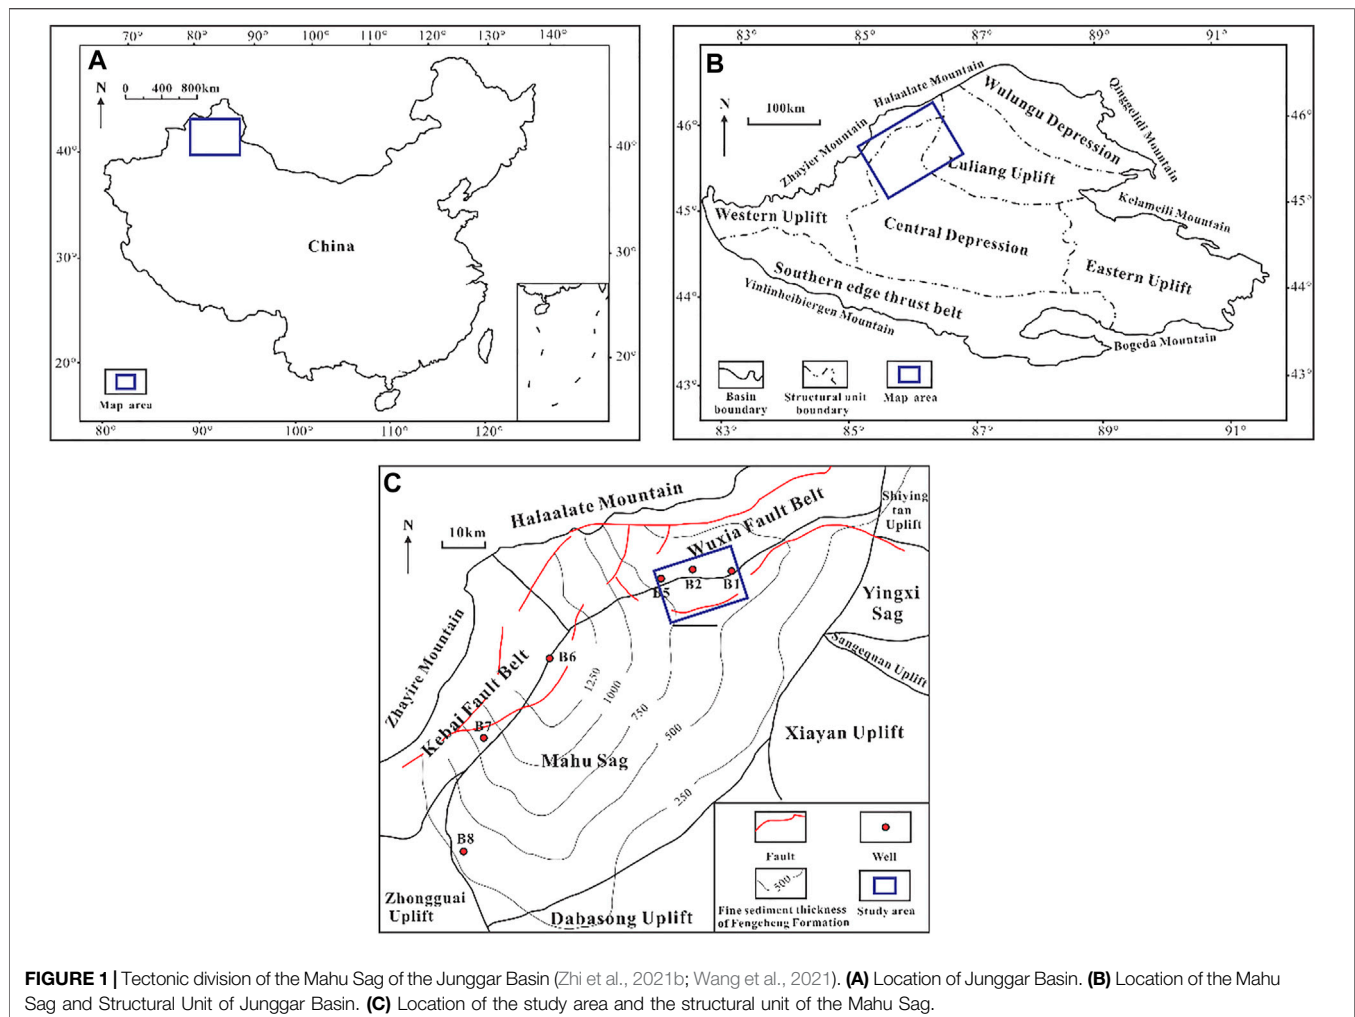 70° 80° 90° 100° 110° 120° 130° 140°
A
N
0 400 800km
40°
40°
China
30°
30°
20°
20°
Map area
80° 90° 100° 110° 120°
83° 85° 87° 89° 91°
B
N
100km
Halaalate Mountain
Wulungu Depression
Qinggelidi Mountain
46°
46°
Zhayier Mountain
Luliang Uplift
45°
45°
Kelameili Mountain
Western Uplift
Central Depression
Eastern Uplift
Southern edge thrust belt
44°
44°
Yinlinheibiergen Mountain
Bogeda Mountain
43°
43°
Basin
boundary
Structural unit
boundary
Map area
83° 85° 87° 89° 91°
C
N
10km
Halaalate Mountain
Wuxia Fault Belt
Shiying
tan
Uplift
B5
B2
B1
Yingxi
Sag
Sangequan Uplift
Zhayire Mountain
Kebai Fault Belt
B6
1250
1000
750
500
250
B7
Mahu Sag
Xiayan Uplift
B8
Zhongguai
Uplift
Dabasong Uplift
Fault
Well
500
Fine sediment thickness
of Fengcheng Formation
Study area
FIGURE 1 | Tectonic division of the Mahu Sag of the Junggar Basin (Zhi et al., 2021b; Wang et al., 2021). (A) Location of Junggar Basin. (B) Location of the Mahu
Sag and Structural Unit of Junggar Basin. (C) Location of the study area and the structural unit of the Mahu Sag.